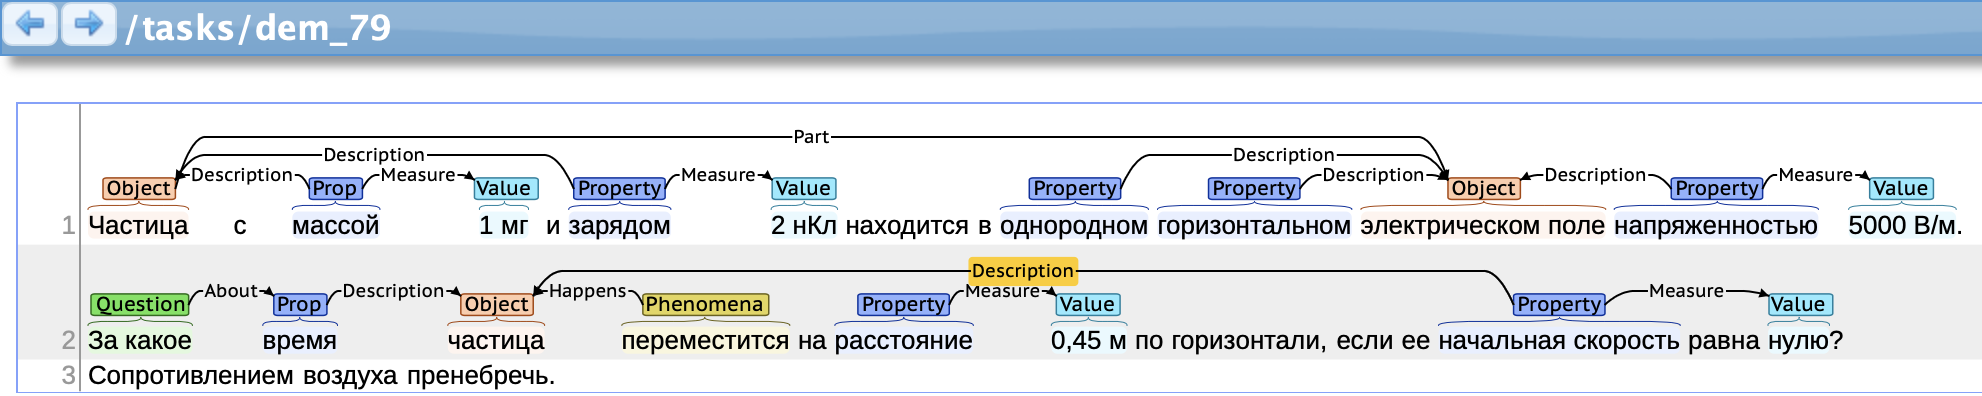 /tasks/dem_79
Part
Description Description
Object Description Prop Measure Value Property Measure Value Property Property Description Object Description Property Measure Value
1 Частица с массой 1 мг и зарядом 2 нКл находится в однородном горизонтальном электрическом поле напряженностью 5000 В/м.
Description
Question About Prop Description Object Happens Phenomena Property Measure Value Property Measure Value
2 За какое время частица переместится на расстояние 0,45 м по горизонтали, если ее начальная скорость равна нулю?
3 Сопротивлением воздуха пренебречь.